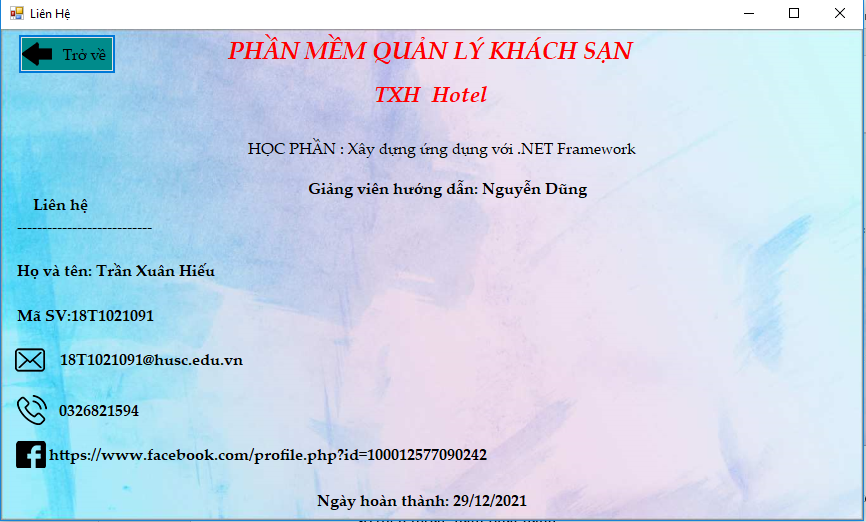 Liên Hệ
Trở về
PHẦN MỀM QUẢN LÝ KHÁCH SẠN
TXH Hotel
HỌC PHẦN : Xây dựng ứng dụng với .NET Framework
Giảng viên hướng dẫn: Nguyễn Dũng
Liên hệ
---------------------------
Họ và tên: Trần Xuân Hiếu
Mã SV:18T1021091
18T1021091@husc.edu.vn
0326821594
https://www.facebook.com/profile.php?id=100012577090242
Ngày hoàn thành: 29/12/2021